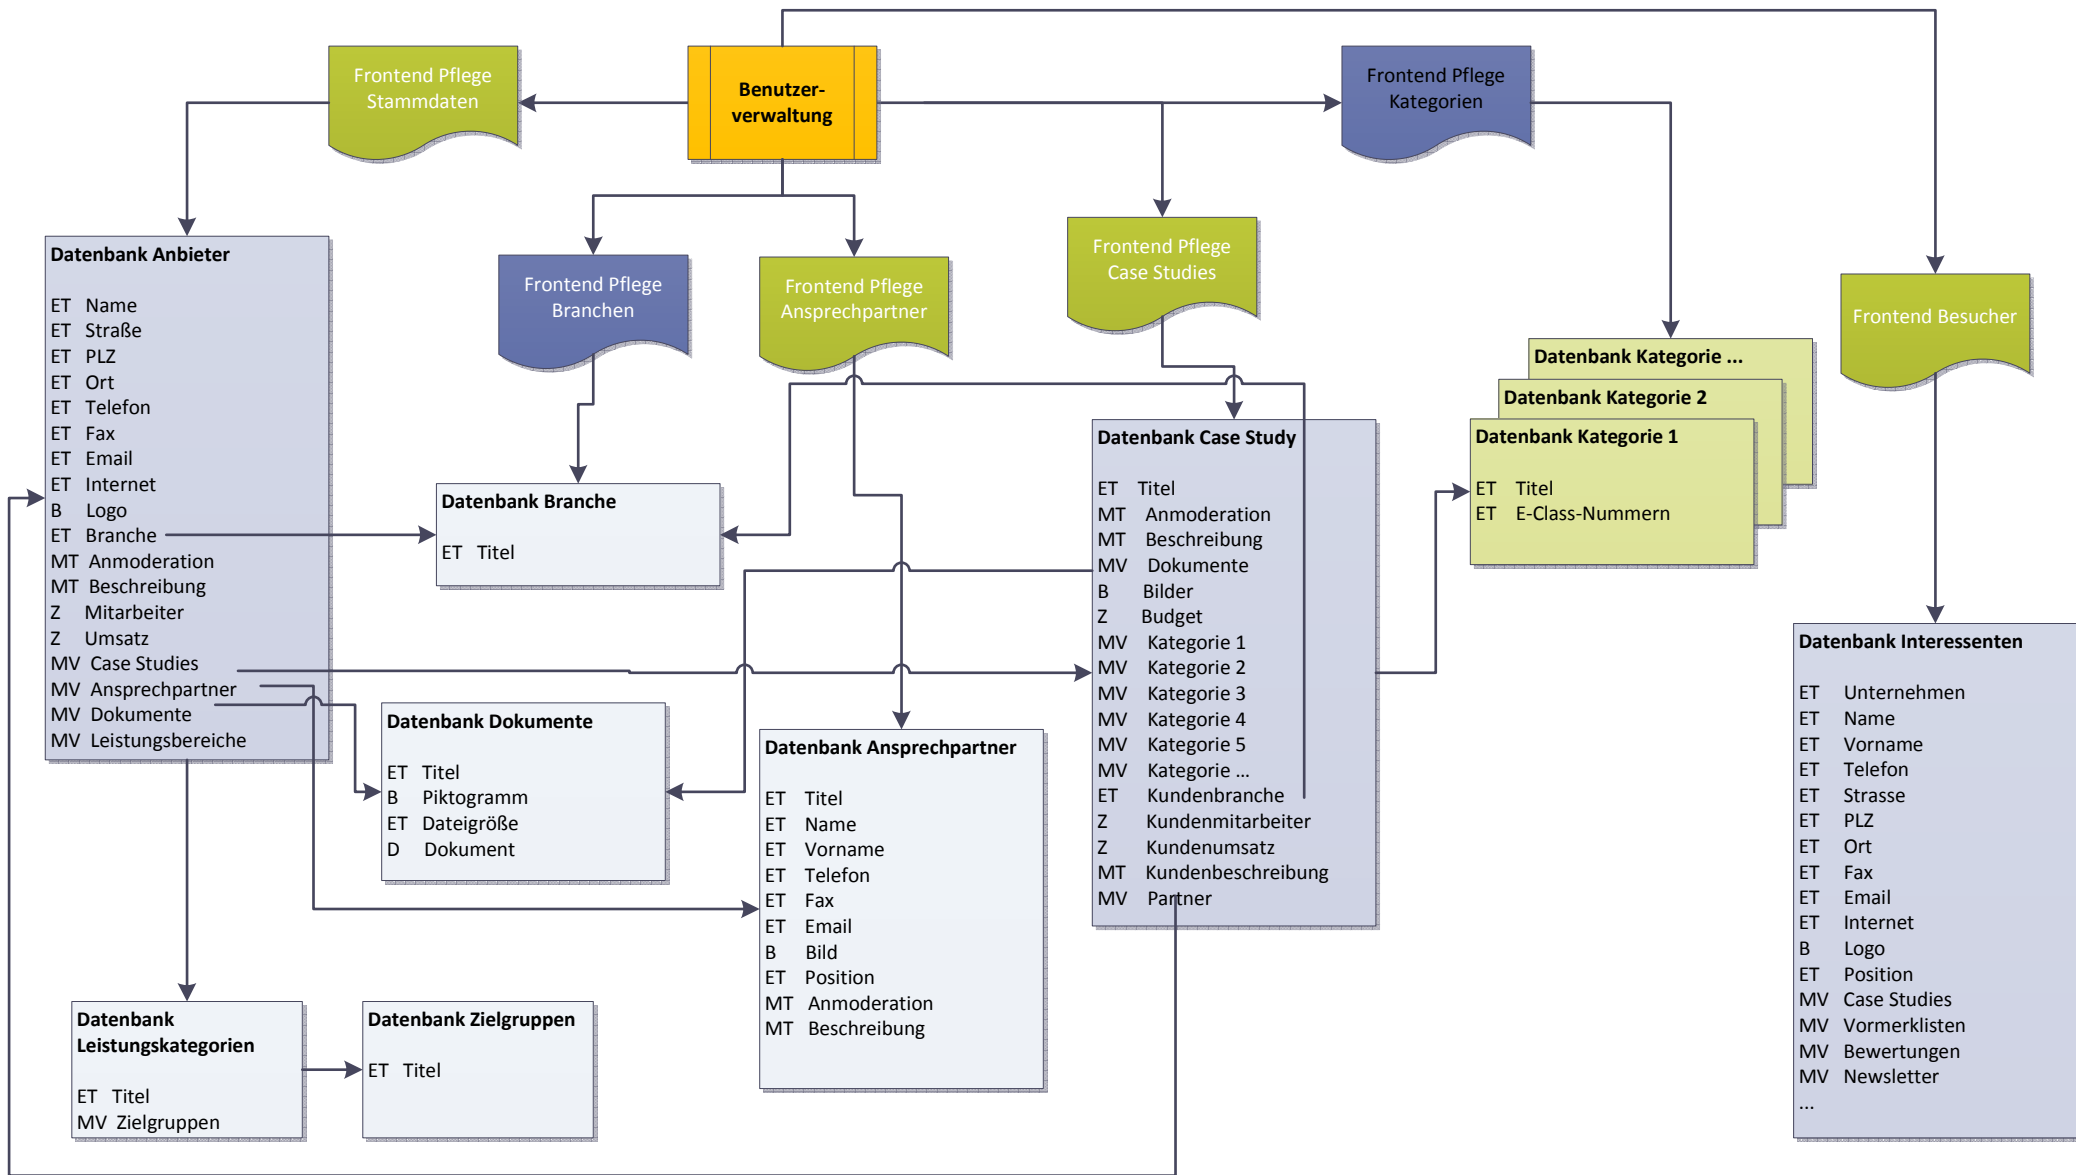 Frontend Pflege
Stammdaten
Benutzer-
verwaltung
Frontend Pflege
Kategorien
Frontend Pflege
Branchen
Frontend Pflege
Ansprechpartner
Frontend Pflege
Case Studies
Frontend Besucher
Datenbank Anbieter
ET Name
ET Straße
ET PLZ
ET Ort
ET Telefon
ET Fax
ET Email
ET Internet
B Logo
ET Branche
MT Anmoderation
MT Beschreibung
Z Mitarbeiter
Z Umsatz
MV Case Studies
MV Ansprechpartner
MV Dokumente
MV Leistungsbereiche
Datenbank Branche
ET Titel
Datenbank Dokumente
ET Titel
B Piktogramm
ET Dateigröße
D Dokument
Datenbank Ansprechpartner
ET Titel
ET Name
ET Vorname
ET Telefon
ET Fax
ET Email
B Bild
ET Position
MT Anmoderation
MT Beschreibung
Datenbank Case Study
ET Titel
MT Anmoderation
MT Beschreibung
MV Dokumente
B Bilder
Z Budget
MV Kategorie 1
MV Kategorie 2
MV Kategorie 3
MV Kategorie 4
MV Kategorie 5
MV Kategorie ...
ET Kundenbranche
Z Kundenmitarbeiter
Z Kundenumsatz
MT Kundenbeschreibung
MV Partner
Datenbank Kategorie ...
Datenbank Kategorie 2
Datenbank Kategorie 1
ET Titel
ET E-Class-Nummern
Datenbank Interessenten
ET Unternehmen
ET Name
ET Vorname
ET Telefon
ET Strasse
ET PLZ
ET Ort
ET Fax
ET Email
ET Internet
B Logo
ET Position
MV Case Studies
MV Vormerklisten
MV Bewertungen
MV Newsletter
...
Datenbank
Leistungskategorien
ET Titel
MV Zielgruppen
Datenbank Zielgruppen
ET Titel